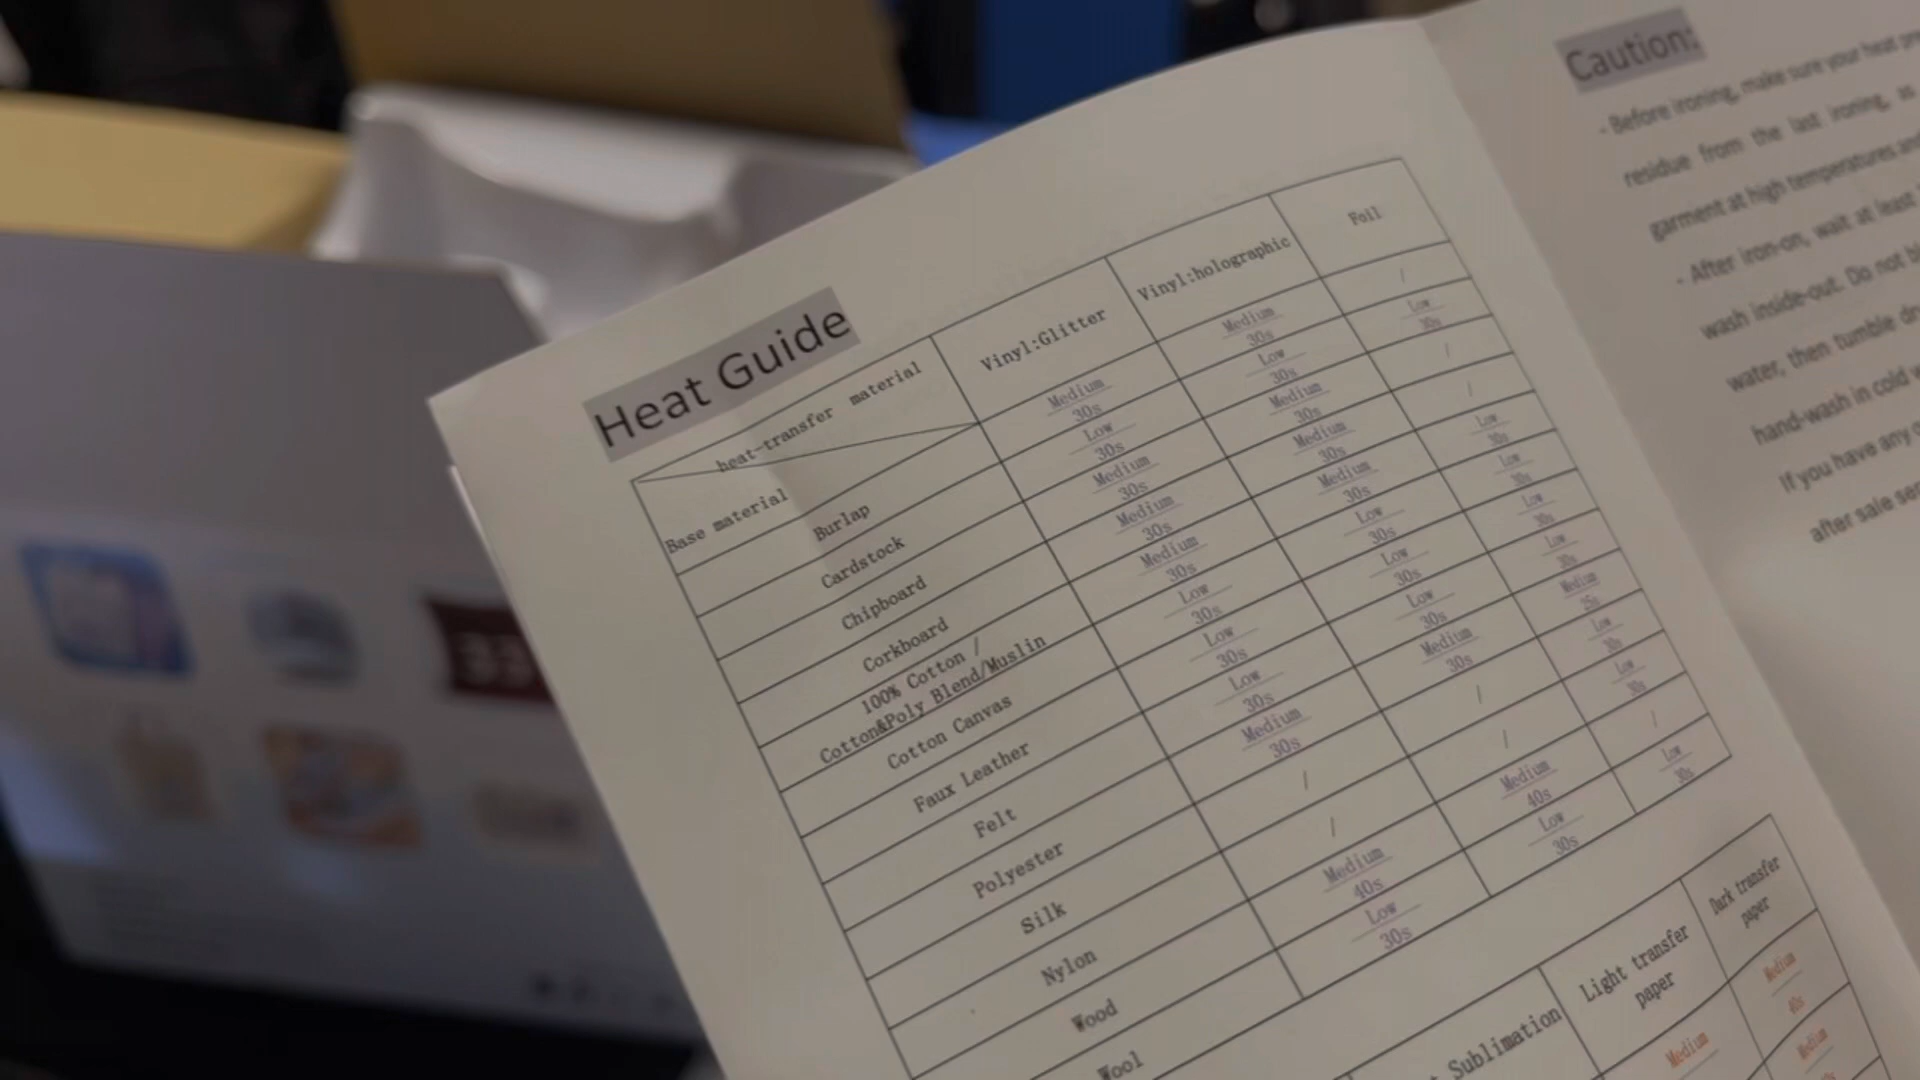 Heat Guide
heat-transfer material
Base material
Vinyl:Glitter
Vinyl:holographic
Foil
Burlap
Medium
30s
Medium
30s
/
Cardstock
Low
30s
Low
30s
Low
Chipboard
Medium
30s
Medium
30s
/
Corkboard
Medium
30s
Medium
30s
/
100% Cotton /
Cotton&Poly Blend/Muslin
Medium
30s
Medium
30s
Low
Cotton Canvas
Low
30s
Low
30s
Low
30s
Faux Leather
Low
30s
Low
30s
Low
30s
Felt
Low
30s
Low
30s
Low
30s
Polyester
Medium
30s
Medium
30s
Medium
25s
Silk
/
/
Low
30s
Nylon
/
/
Low
30s
Wood
Medium
40s
Medium
40s
/
Wool
Low
30s
Low
30s
Low
30s
Sublimation
Light transfer
paper
Dark transfer
paper
Medium
Medium
40s
Medium
Caution:
- Before ironing, make sure your heat
residue from the last ironing, as
garment at high temperatures and
- After iron-on, wait at least
wash inside-out. Do not
water, then tumble
hand-wash in cold
If you have any
after sale